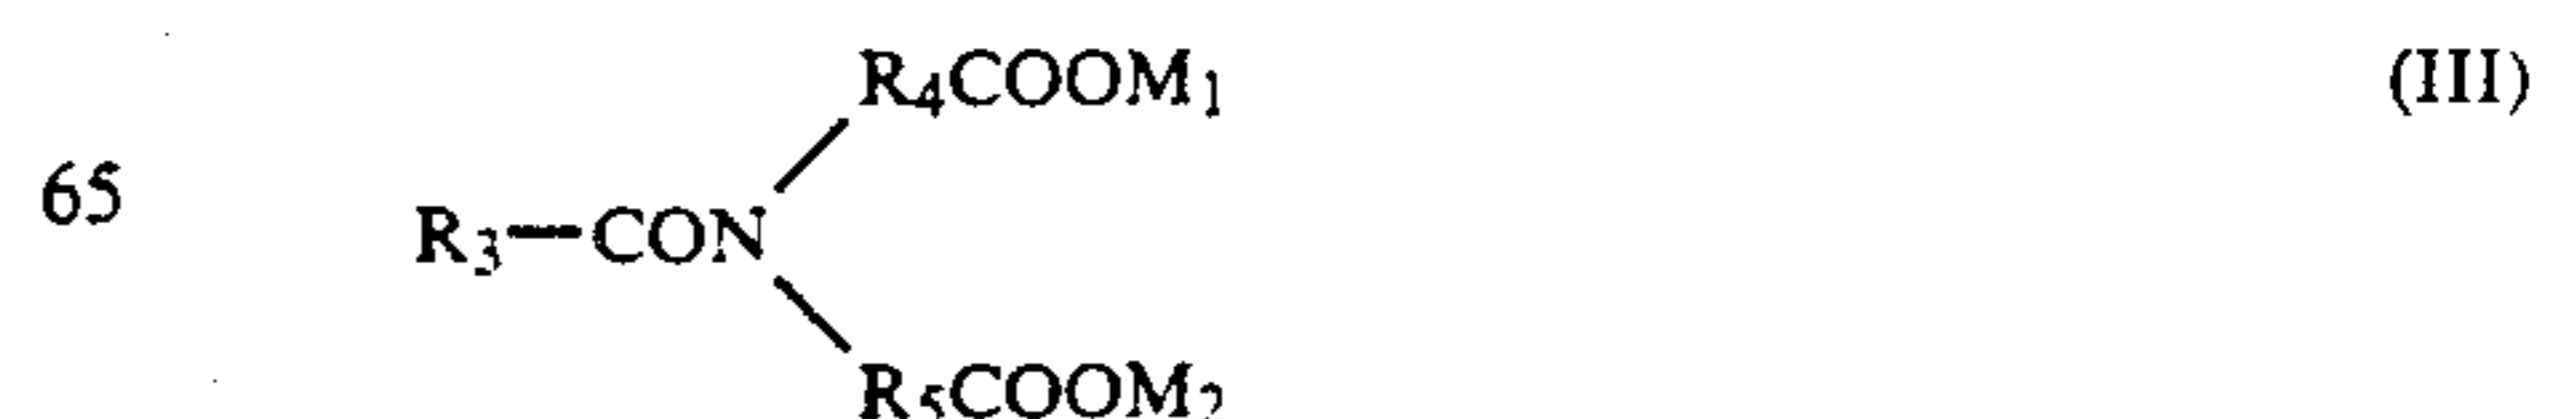 R₄COOM₁ (III)
65 R₃—CON
R₅COOM₂